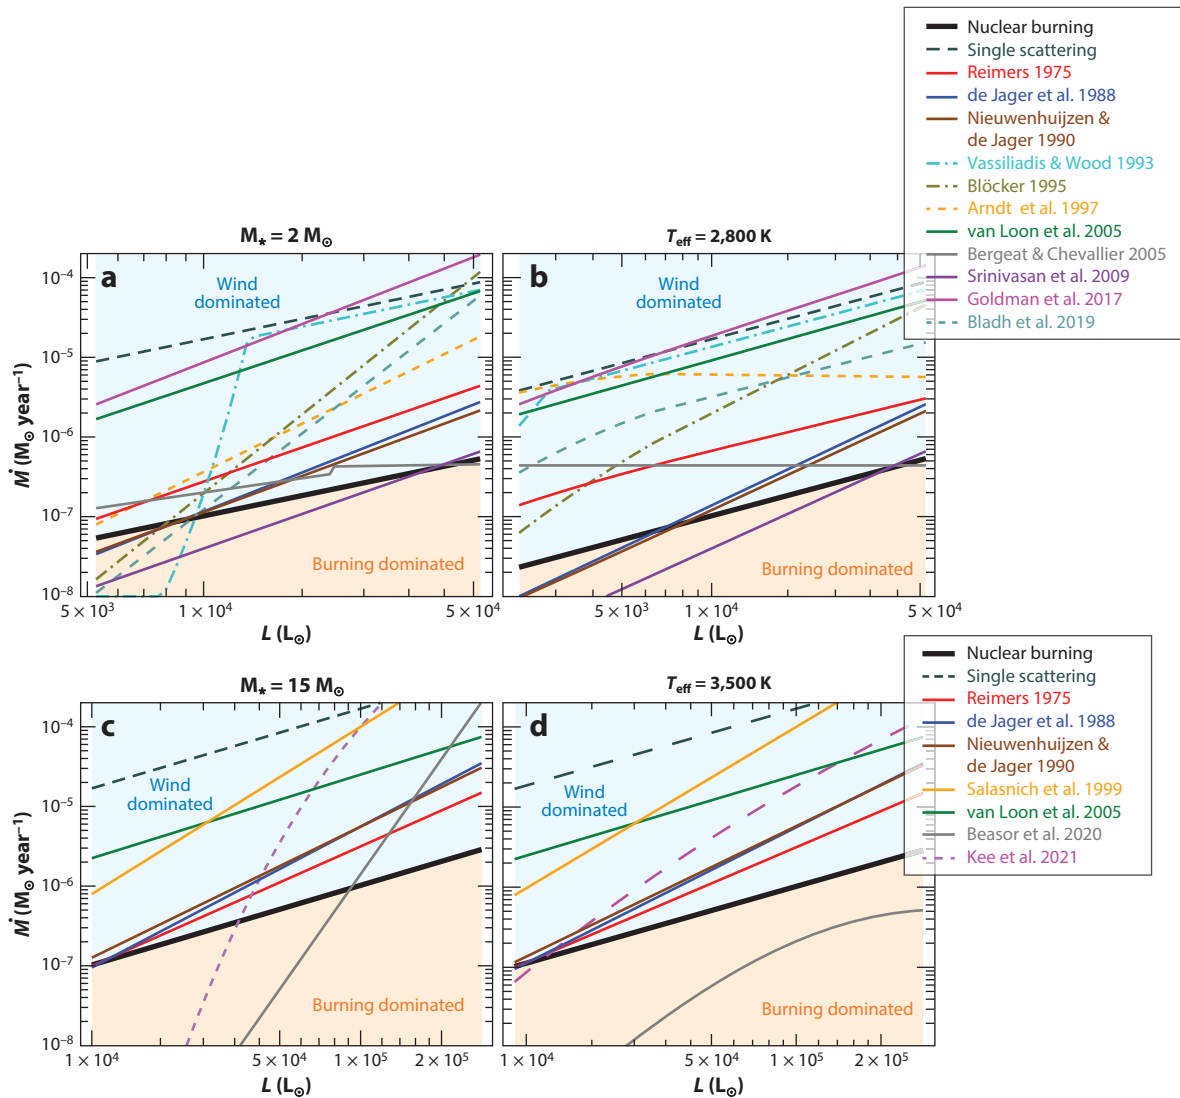 Nuclear burning
Single scattering
Reimers 1975
de Jager et al. 1988
Nieuwenhuijzen &
de Jager 1990
Vassiliadis & Wood 1993
Blöcker 1995
Arndt et al. 1997
van Loon et al. 2005
Bergeat & Chevallier 2005
Srinivasan et al. 2009
Goldman et al. 2017
Bladh et al. 2019
M* = 2 M⊙
T_eff = 2,800 K
a
Wind
dominated
Burning dominated
b
Wind
dominated
Burning dominated
Ṁ (M⊙ year⁻¹)
10⁻⁴
10⁻⁵
10⁻⁶
10⁻⁷
10⁻⁸
5 × 10³
1 × 10⁴
5 × 10⁴
L (L⊙)
5 × 10³
1 × 10⁴
5 × 10⁴
L (L⊙)
Nuclear burning
Single scattering
Reimers 1975
de Jager et al. 1988
Nieuwenhuijzen &
de Jager 1990
Salasnich et al. 1999
van Loon et al. 2005
Beasor et al. 2020
Kee et al. 2021
M* = 15 M⊙
T_eff = 3,500 K
c
Wind
dominated
Burning dominated
d
Wind
dominated
Burning dominated
Ṁ (M⊙ year⁻¹)
10⁻⁴
10⁻⁵
10⁻⁶
10⁻⁷
10⁻⁸
1 × 10⁴
5 × 10⁴
1 × 10⁵
2 × 10⁵
L (L⊙)
1 × 10⁴
5 × 10⁴
1 × 10⁵
2 × 10⁵
L (L⊙)